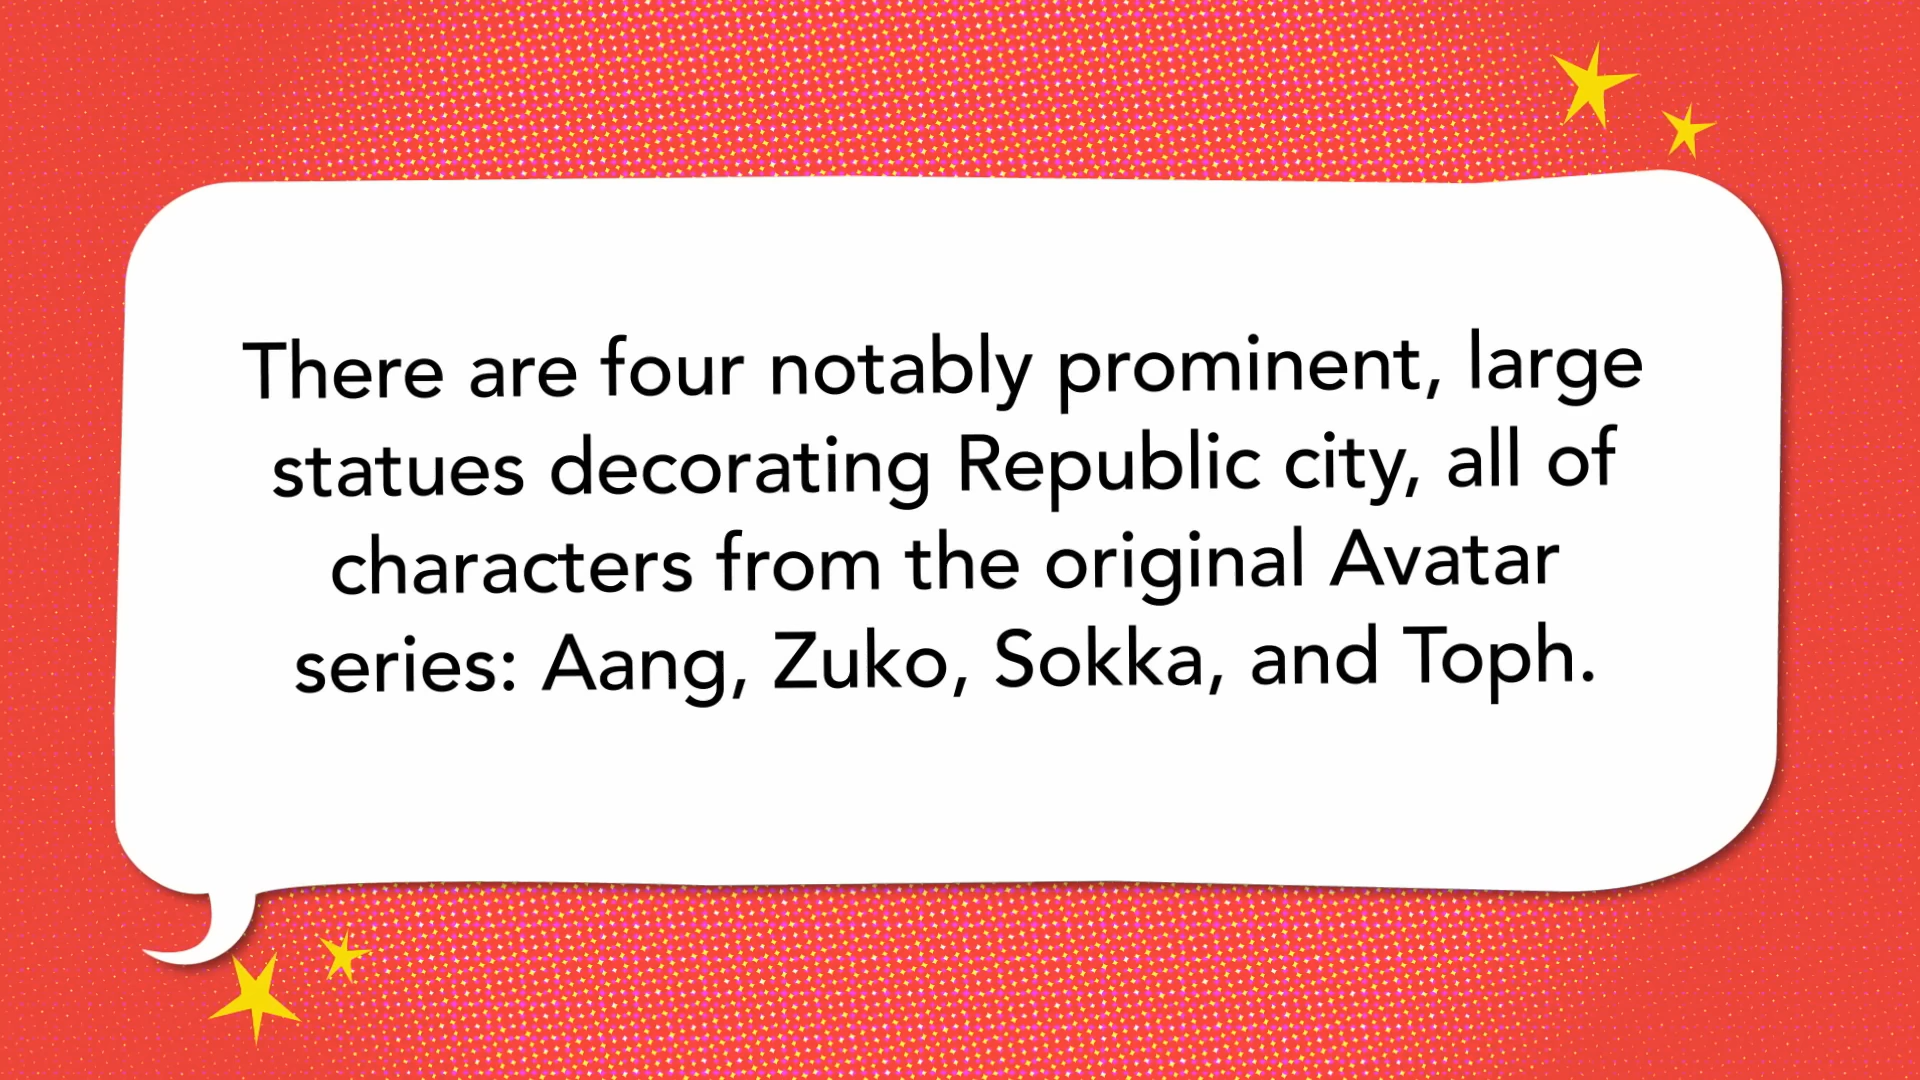 There are four notably prominent, large
statues decorating Republic city, all of
characters from the original Avatar
series: Aang, Zuko, Sokka, and Toph.